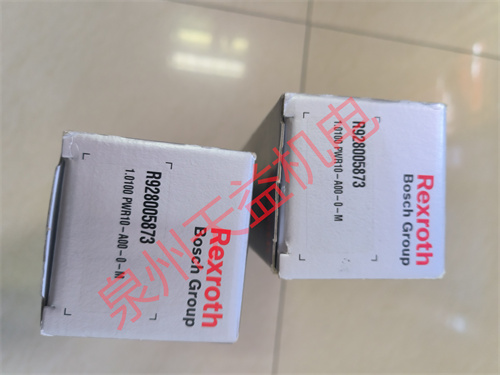 R928005873
1.0100 PWR10-A00-0-M
Rexroth
Bosch Group
R928005873
1.0100 PWR10-A00-0-M
Rexroth
Bosch Group
泉州天益机电